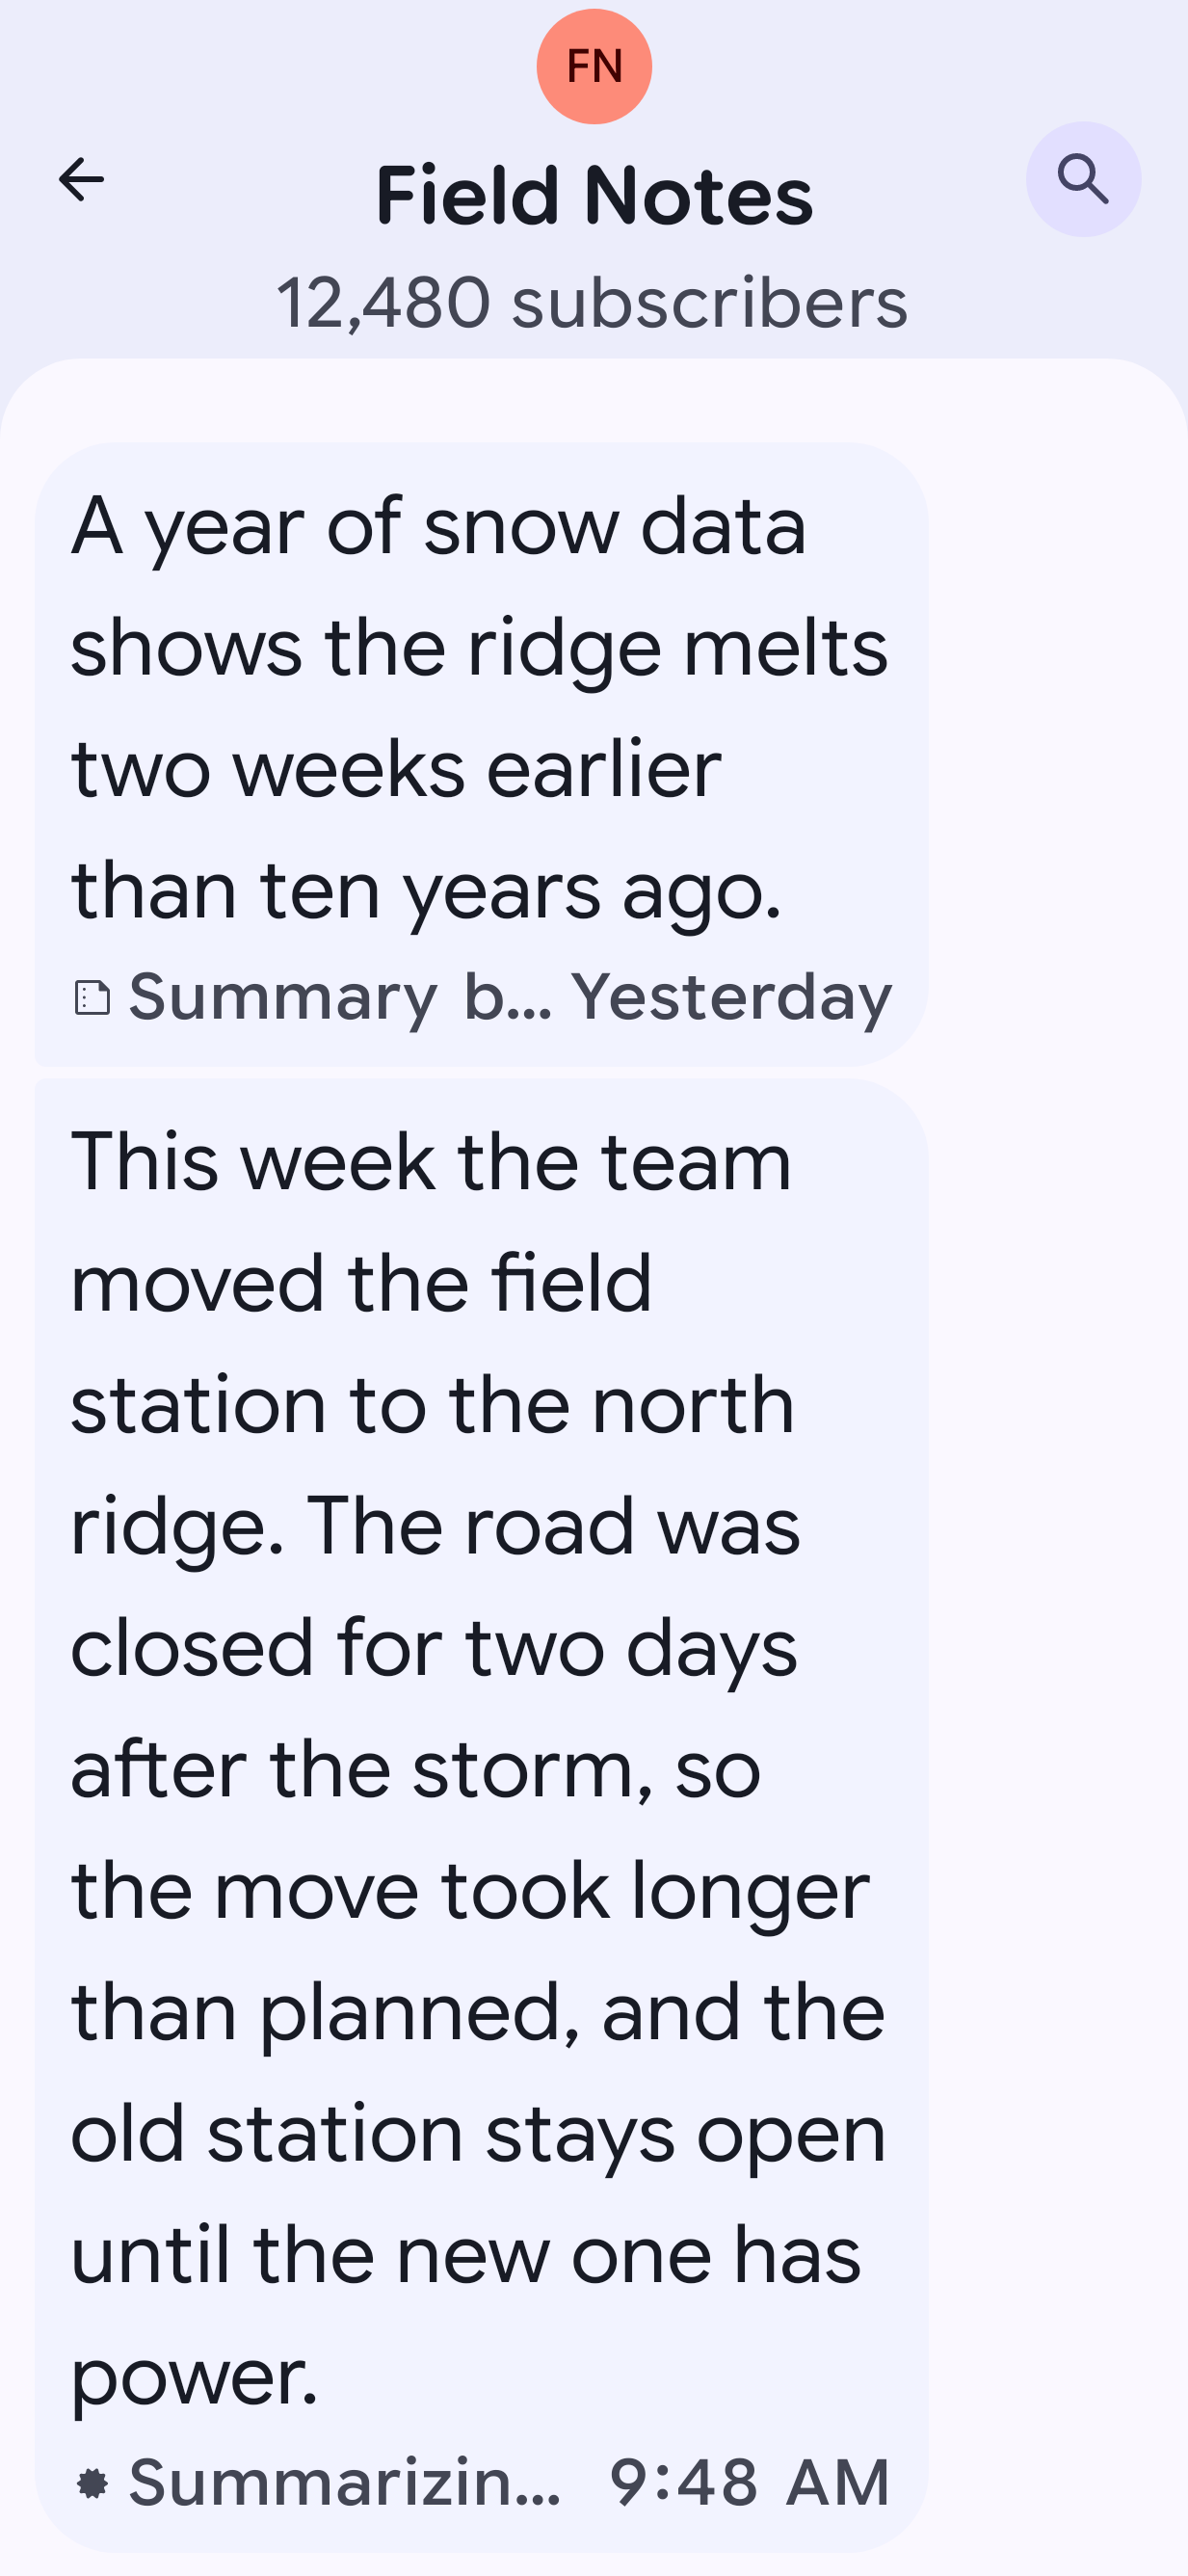 FN
Field Notes
12,480 subscribers
A year of snow data
shows the ridge melts
two weeks earlier
than ten years ago.
Summary b... Yesterday
This week the team
moved the field
station to the north
ridge. The road was
closed for two days
after the storm, so
the move took longer
than planned, and the
old station stays open
until the new one has
power.
Summarizin... 9:48 AM